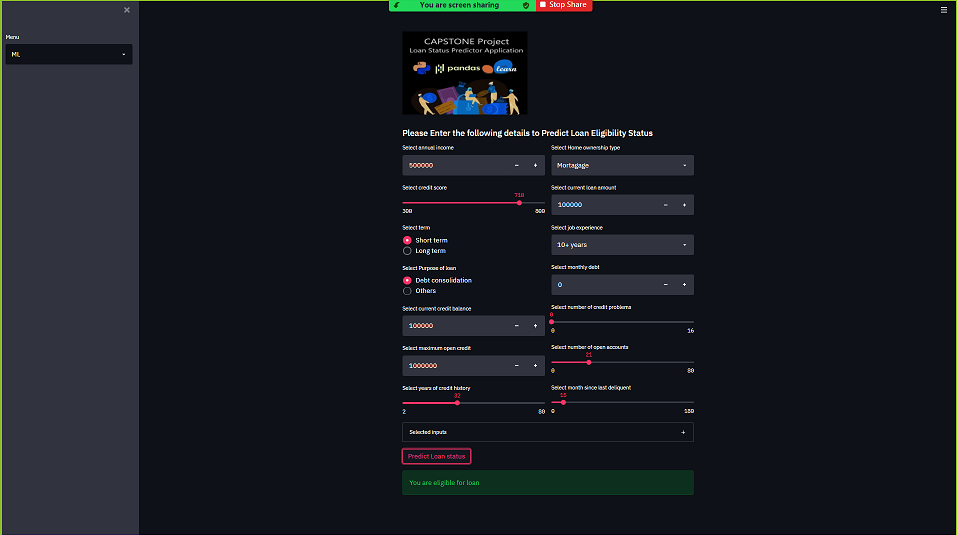 You are screen sharing
Stop Share
Menu
ML
CAPSTONE Project
Loan Status Predictor Application
pandas
learn
Please Enter the following details to Predict Loan Eligibility Status
Select annual income
500000
Select Home ownership type
Mortagage
Select credit score
710
300 800
Select current loan amount
100000
Select term
Short term
Long term
Select job experience
10+ years
Select Purpose of loan
Debt consolidation
Others
Select monthly debt
0
Select current credit balance
100000
Select number of credit problems
0
0 16
Select maximum open credit
1000000
Select number of open accounts
21
0 80
Select years of credit history
32
2 80
Select month since last deliquent
15
0 180
Selected inputs
Predict Loan status
You are eligible for loan